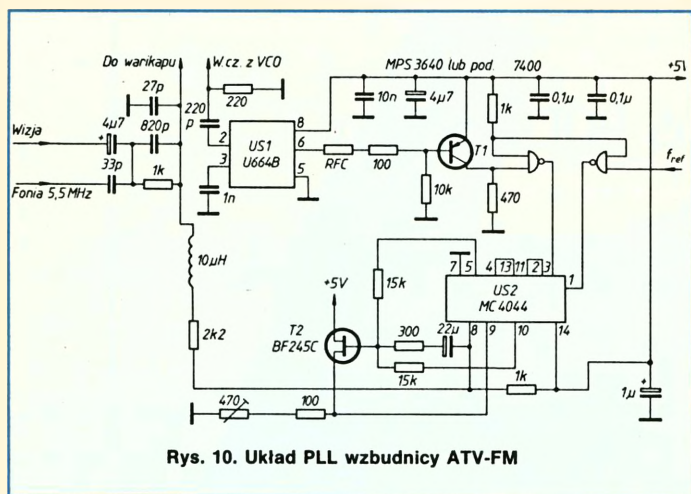 Do warikapu
W.cz. z VCO
MPS 3640 lub pod.
7400
+5V
27p
220
4µ7
820p
220
p
8
10n
4µ7
1k
0,1µ
0,1µ
Wizja
+
2
US1
U664B
6
T1
33p
3
5
RFC
100
f ref
Fonia 5,5 MHz
1k
1n
10k
470
10µH
+5V
15k
7
5
4
13
11
2
3
1
US2
MC 4044
T2
BF245C
300
22µ
8
9
10
14
2k2
15k
1k
470
100
1µ
+
Rys. 10. Układ PLL wzbudnicy ATV-FM